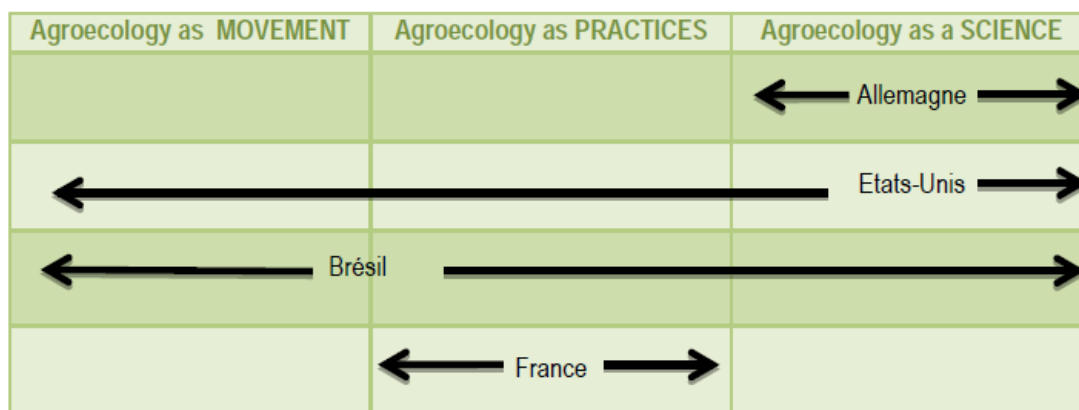 Agroecology as MOVEMENT
Agroecology as PRACTICES
Agroecology as a SCIENCE
Allemagne
Etats-Unis
Brésil
France